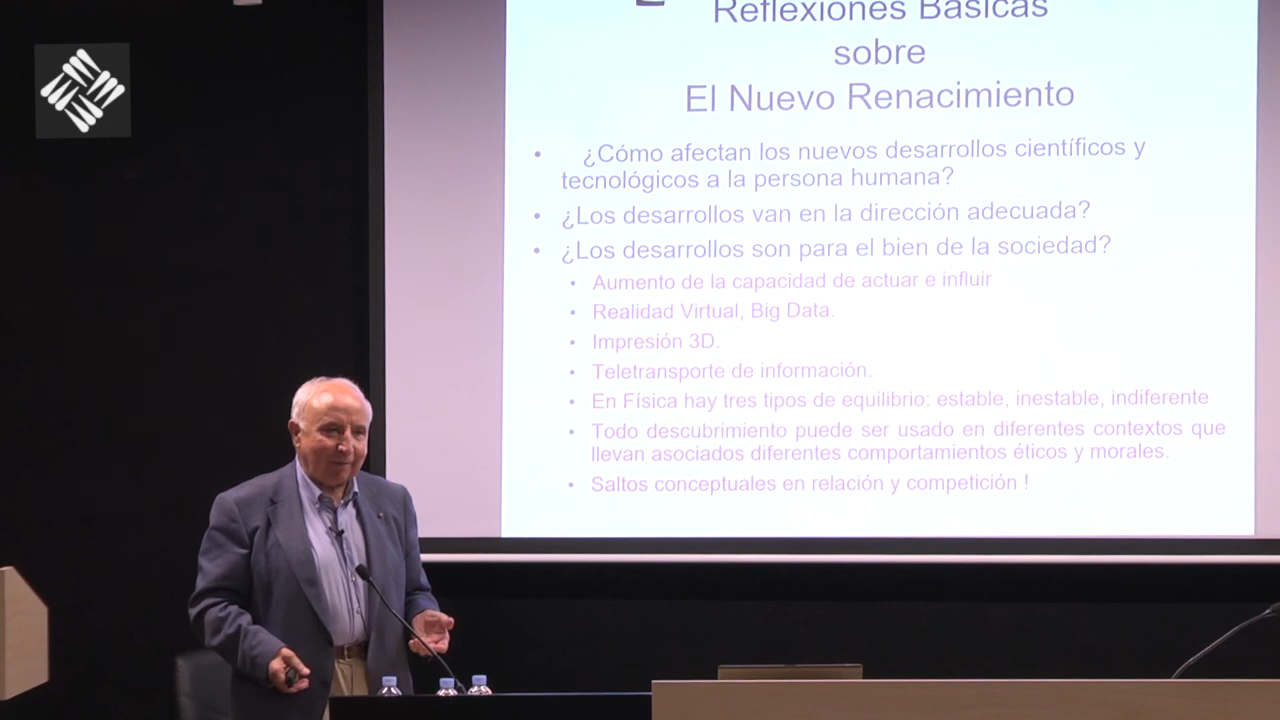 Reflexiones Básicas
sobre
El Nuevo Renacimiento
• ¿Cómo afectan los nuevos desarrollos científicos y
tecnológicos a la persona humana?
• ¿Los desarrollos van en la dirección adecuada?
• ¿Los desarrollos son para el bien de la sociedad?
• Aumento de la capacidad de actuar e influir
• Realidad Virtual, Big Data.
• Impresión 3D.
• Teletransporte de información.
• En Física hay tres tipos de equilibrio: estable, inestable, indiferente
• Todo descubrimiento puede ser usado en diferentes contextos que
llevan asociados diferentes comportamientos éticos y morales.
• Saltos conceptuales en relación y competición !